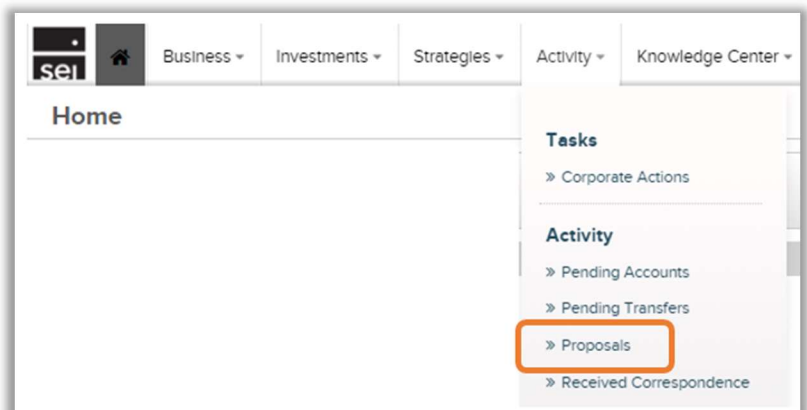 sei
Business
Investments
Strategies
Activity
Knowledge Center
Home
Tasks
» Corporate Actions
Activity
» Pending Accounts
» Pending Transfers
» Proposals
» Received Correspondence